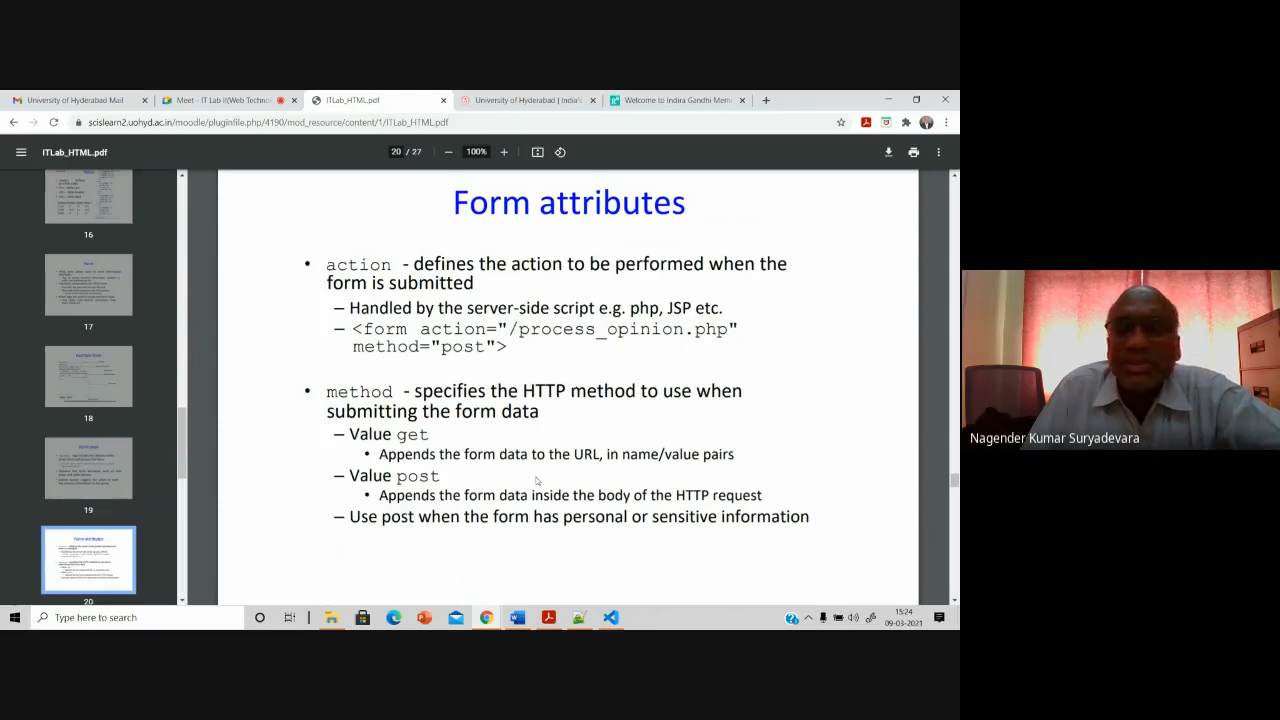 University of Hyderabad Mail
Meet – IT Lab II(Web Techno
ITLab_HTML.pdf
University of Hyderabad | India's
Welcome to Indira Gandhi Mem
scislearn2.uohyd.ac.in/moodle/pluginfile.php/4190/mod_resource/content/1/ITLab_HTML.pdf
ITLab_HTML.pdf
20 / 27
100%
16
17
18
19
20
Form attributes
• action - defines the action to be performed when the
form is submitted
– Handled by the server-side script e.g. php, JSP etc.
– <form action="/process_opinion.php"
method="post">
• method - specifies the HTTP method to use when
submitting the form data
– Value get
• Appends the form data to the URL, in name/value pairs
– Value post
• Appends the form data inside the body of the HTTP request
– Use post when the form has personal or sensitive information
Nagender Kumar Suryadevara
Type here to search
15:24
09-03-2021